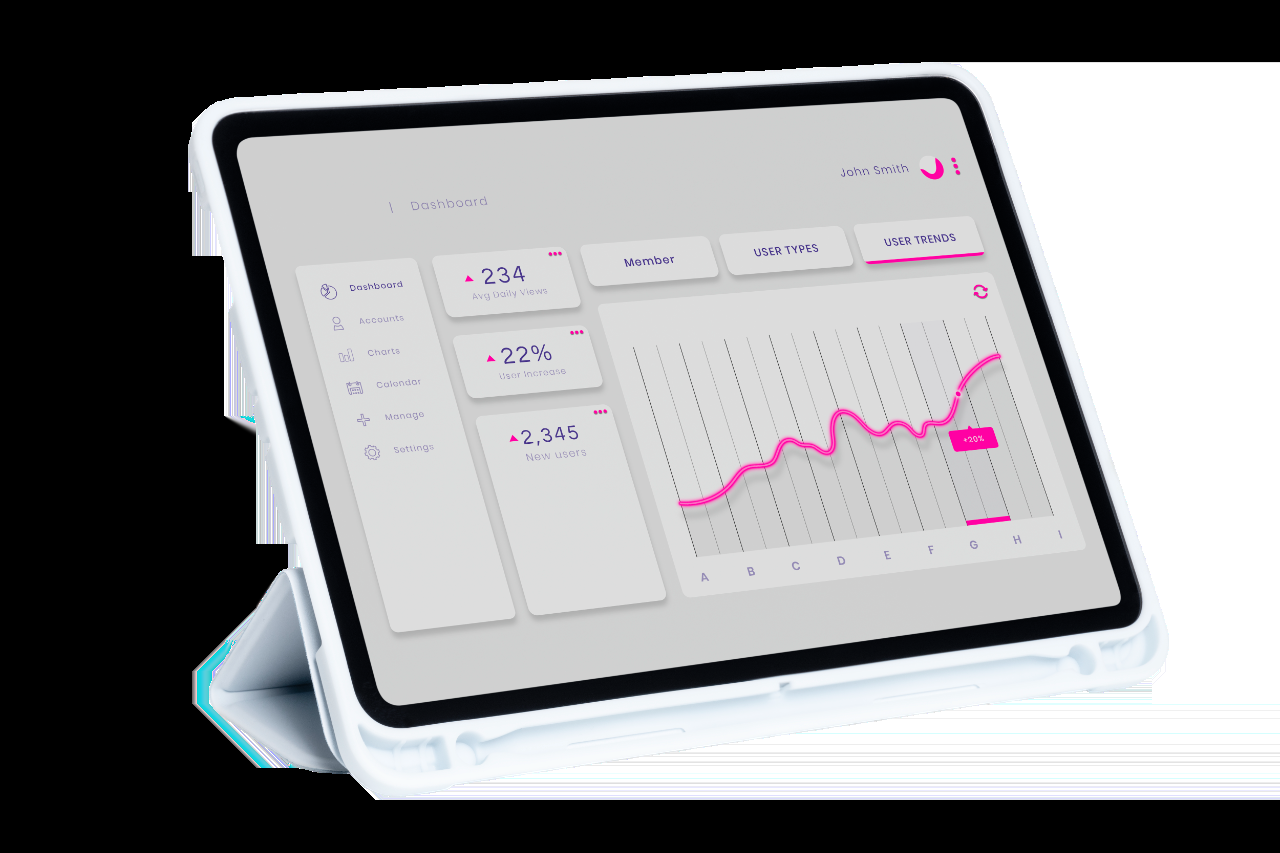 John Smith
| Dashboard
Dashboard
Accounts
Charts
Calendar
Manage
Settings
234
Avg Daily Views
22%
User Increase
2,345
New users
Member
USER TYPES
USER TRENDS
+20%
A B C D E F G H I